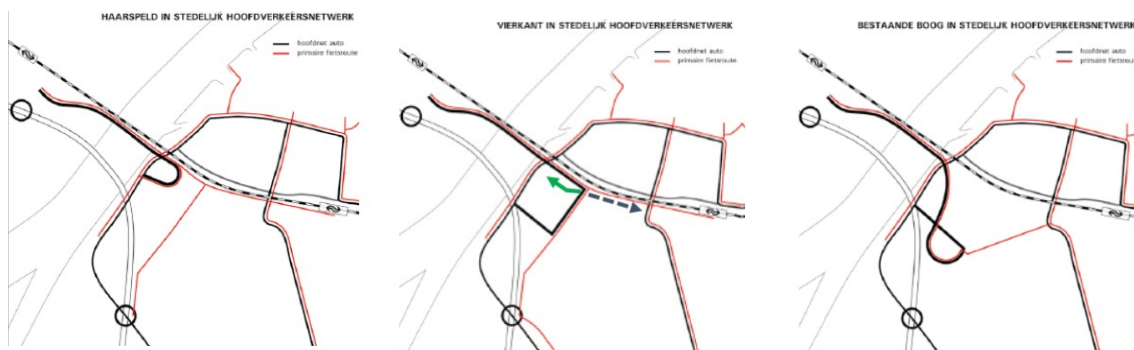 HAARSPELD IN STEDELIJK HOOFDVERKEERSNETWERK
hoofdnet auto
primaire fietsroute
VIERKANT IN STEDELIJK HOOFDVERKEERSNETWERK
hoofdnet auto
primaire fietsroute
BESTAANDE BOOG IN STEDELIJK HOOFDVERKEERSNETWERK
hoofdnet auto
primaire fietsroute